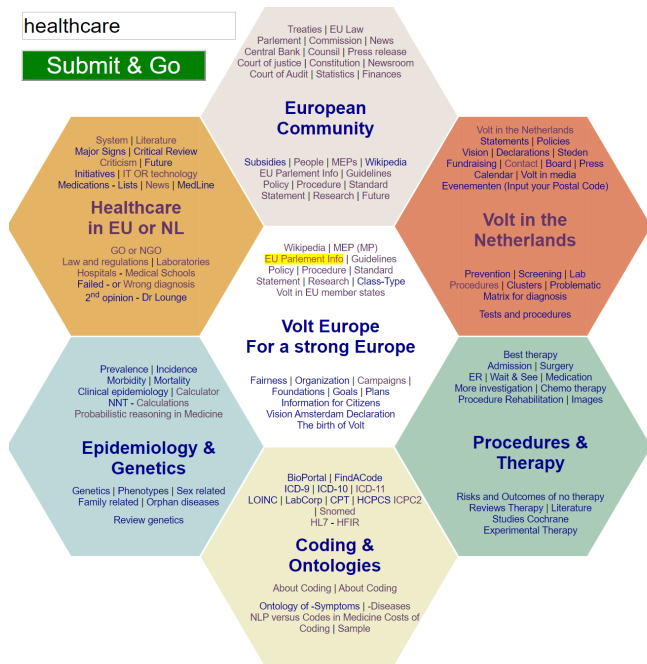 healthcare
Submit & Go
Treaties | EU Law
Parlement | Commission | News
Central Bank | Counsil | Press release
Court of justice | Constitution | Newsroom
Court of Audit | Statistics | Finances
European
Community
Subsidies | People | MEPs | Wikipedia
EU Parlement Info | Guidelines
Policy | Procedure | Standard
Statement | Research | Future
System | Literature
Major Signs | Critical Review
Criticism | Future
Initiatives | IT OR technology
Medications - Lists | News | MedLine
Healthcare
in EU or NL
GO or NGO
Law and regulations | Laboratories
Hospitals - Medical Schools
Failed - or Wrong diagnosis
2nd opinion - Dr Lounge
Volt in the Netherlands
Statements | Policies
Vision | Declarations | Steden
Fundraising | Contact | Board | Press
Calendar | Volt in media
Evenementen (Input your Postal Code)
Volt in the
Netherlands
Prevention | Screening | Lab
Procedures | Clusters | Problematic
Matrix for diagnosis
Tests and procedures
Wikipedia | MEP (MP)
EU Parlement Info | Guidelines
Policy | Procedure | Standard
Statement | Research | Class-Type
Volt in EU member states
Volt Europe
For a strong Europe
Fairness | Organization | Campaigns |
Foundations | Goals | Plans
Information for Citizens
Vision Amsterdam Declaration
The birth of Volt
Prevalence | Incidence
Morbidity | Mortality
Clinical epidemiology | Calculator
NNT - Calculations
Probabilistic reasoning in Medicine
Epidemiology &
Genetics
Genetics | Phenotypes | Sex related
Family related | Orphan diseases
Review genetics
Best therapy
Admission | Surgery
ER | Wait & See | Medication
More investigation | Chemo therapy
Procedure Rehabilitation | Images
Procedures &
Therapy
Risks and Outcomes of no therapy
Reviews Therapy | Literature
Studies Cochrane
Experimental Therapy
BioPortal | FindACode
ICD-9 | ICD-10 | ICD-11
LOINC | LabCorp | CPT | HCPCS ICPC2
| Snomed
HL7 - HFIR
Coding &
Ontologies
About Coding | About Coding
Ontology of -Symptoms | -Diseases
NLP versus Codes in Medicine Costs of
Coding | Sample